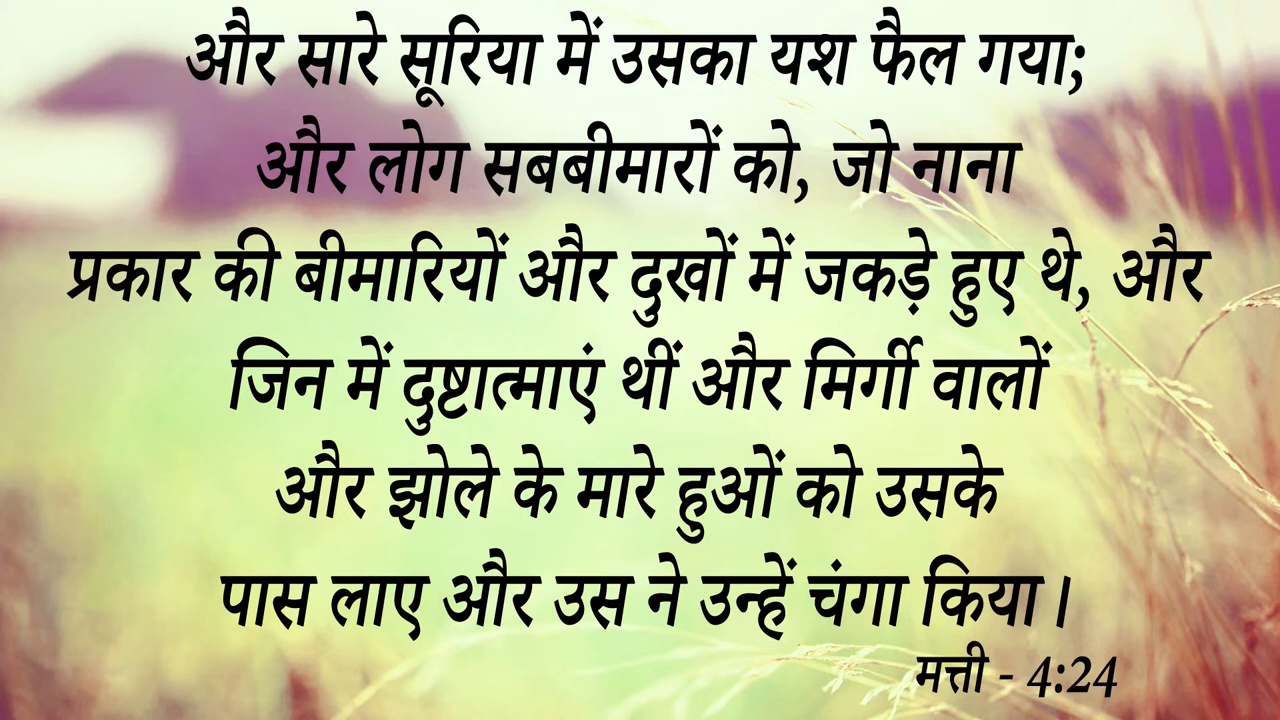 और सारे सूरिया में उसका यश फैल गया;
और लोग सबबीमारों को, जो नाना
प्रकार की बीमारियों और दुखों में जकड़े हुए थे, और
जिन में दुष्टात्माएं थीं और मिर्गी वालों
और झोले के मारे हुओं को उसके
पास लाए और उस ने उन्हें चंगा किया।
मत्ती - 4:24